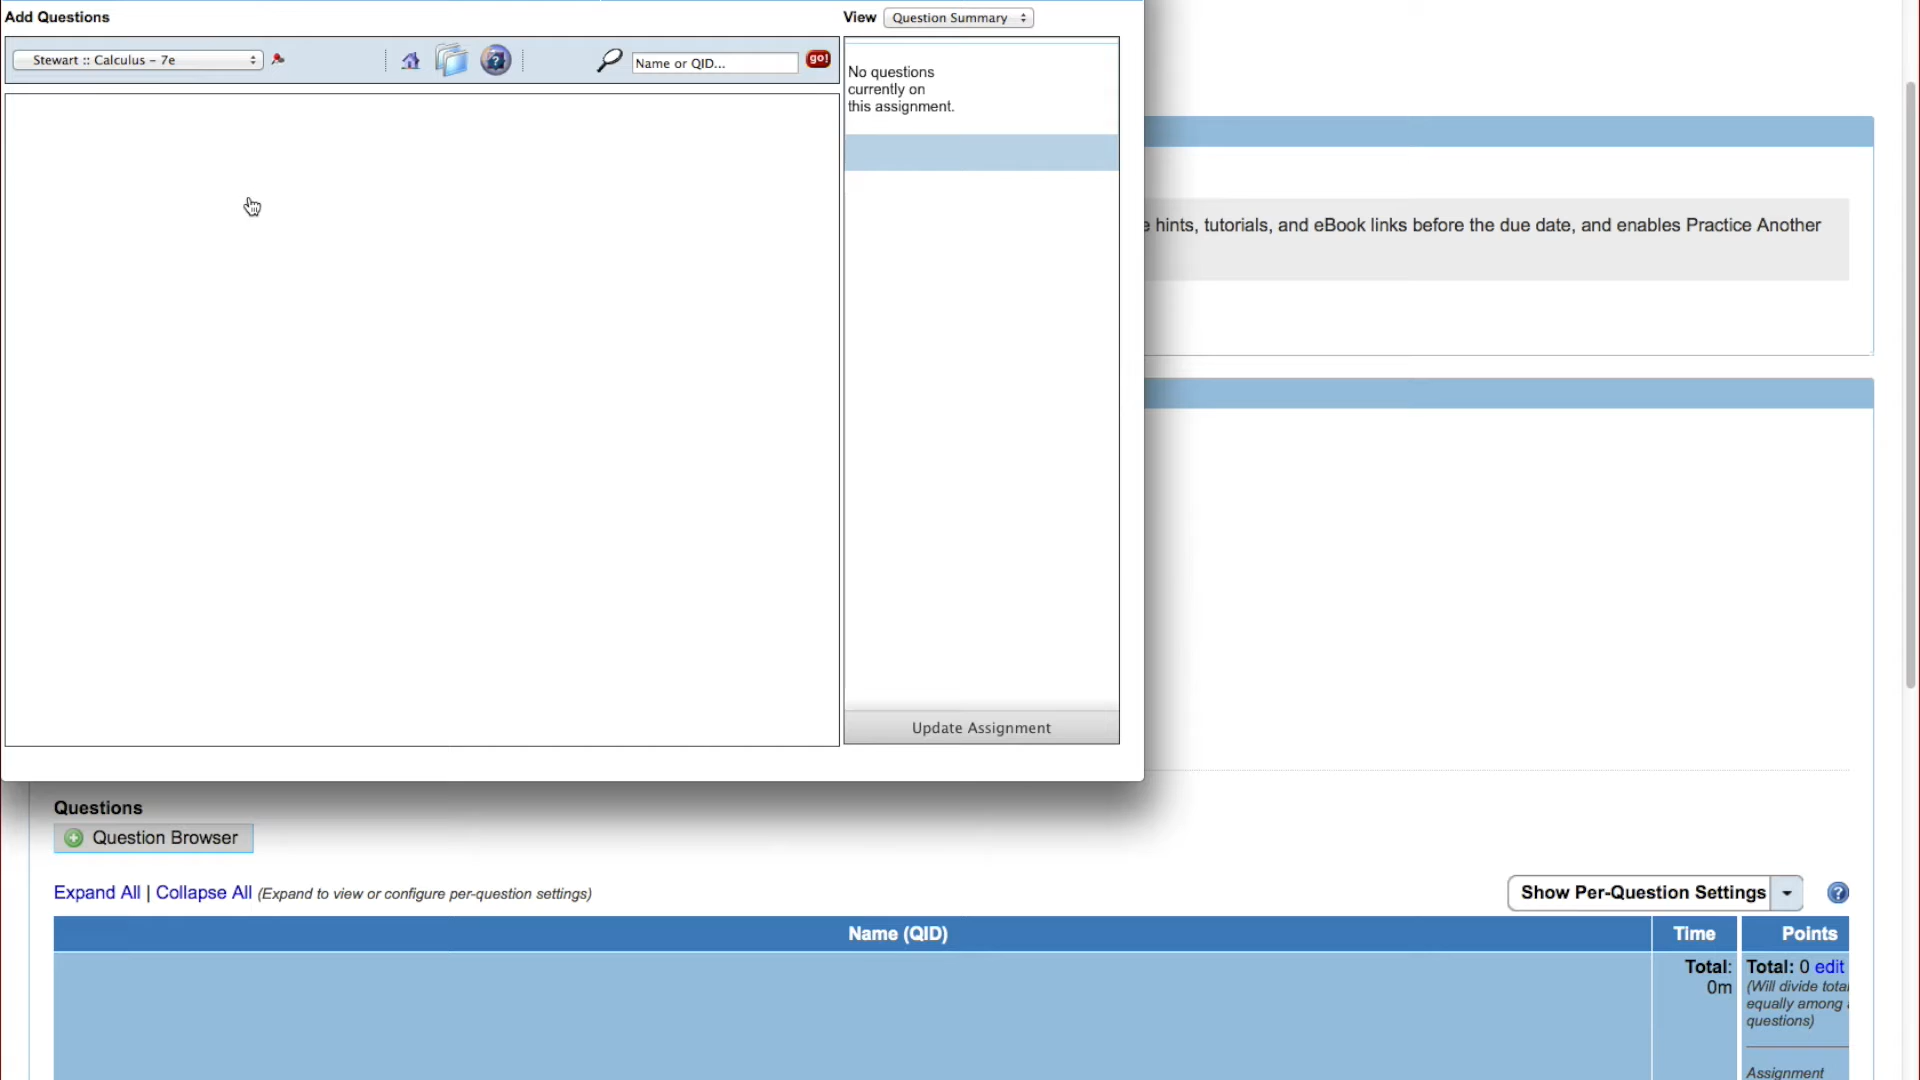 Add Questions
View Question Summary
Stewart :: Calculus - 7e
Name or QID...
go!
No questions
currently on
this assignment.
hints, tutorials, and eBook links before the due date, and enables Practice Another
Update Assignment
Questions
Question Browser
Expand All | Collapse All (Expand to view or configure per-question settings)
Show Per-Question Settings
?
Name (QID)
Time
Points
Total:
0m
Total: 0 edit
(Will divide total
equally among
questions)
Assignment